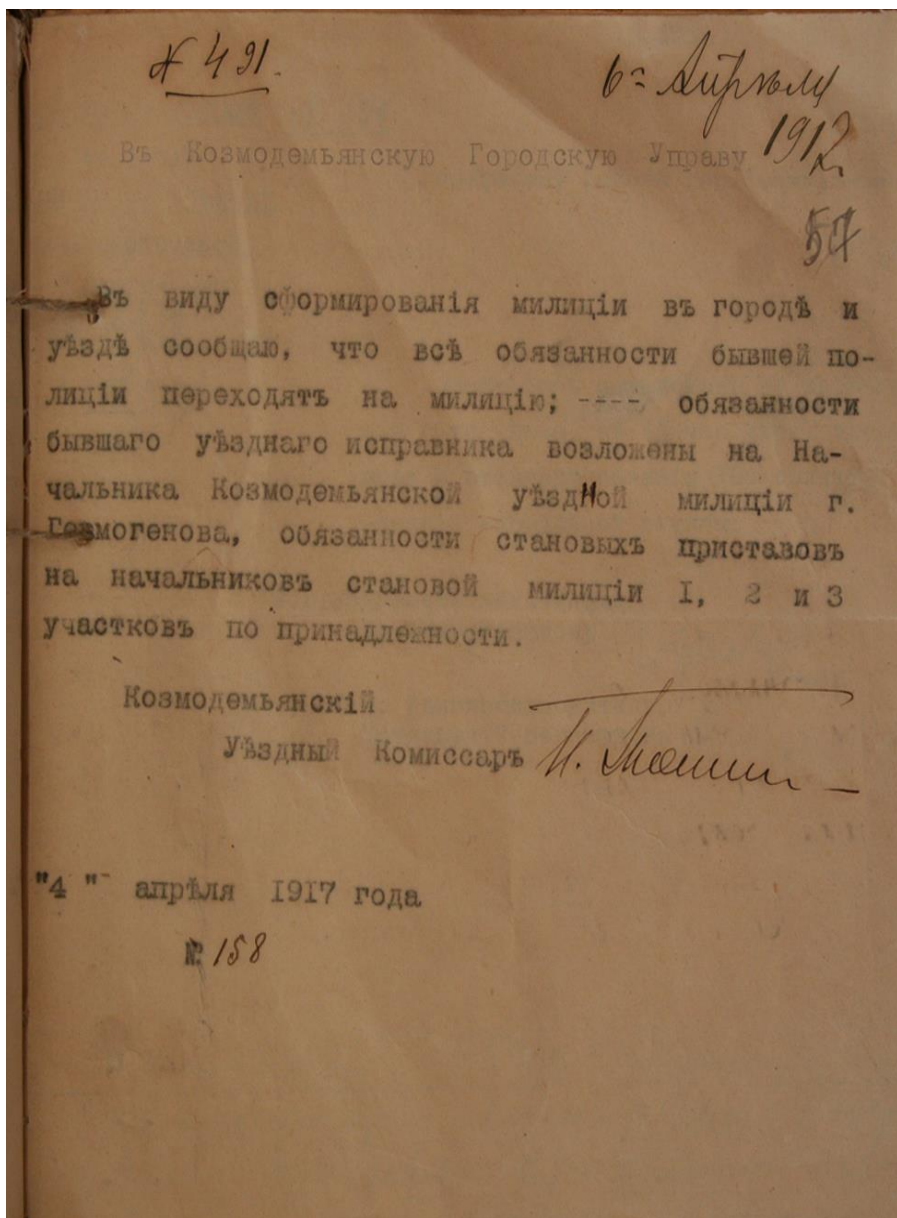 № 491.
6го Апрѣля
1917.
Въ Козмодемьянскую Городскую Управу
57
Въ виду сформированія милиціи въ городѣ и
уѣздѣ сообщаю, что всѣ обязанности бывшей по-
лиціи переходятъ на милицію; ---- обязанности
бывшаго уѣзднаго исправника возложены на На-
чальника Козмодемьянской уѣздной милиціи г.
обязанности становыхъ приставовъ
на начальниковъ становой милиціи I, 2 и 3
участковъ по принадлежности.
Козмодемьянскій
Уѣздный Комиссаръ
"4 "- апрѣля 1917 года
№ 158